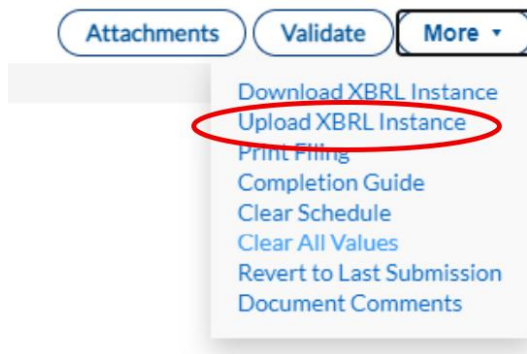 Attachments Validate More
Download XBRL Instance
Upload XBRL Instance
Print Filing
Completion Guide
Clear Schedule
Clear All Values
Revert to Last Submission
Document Comments